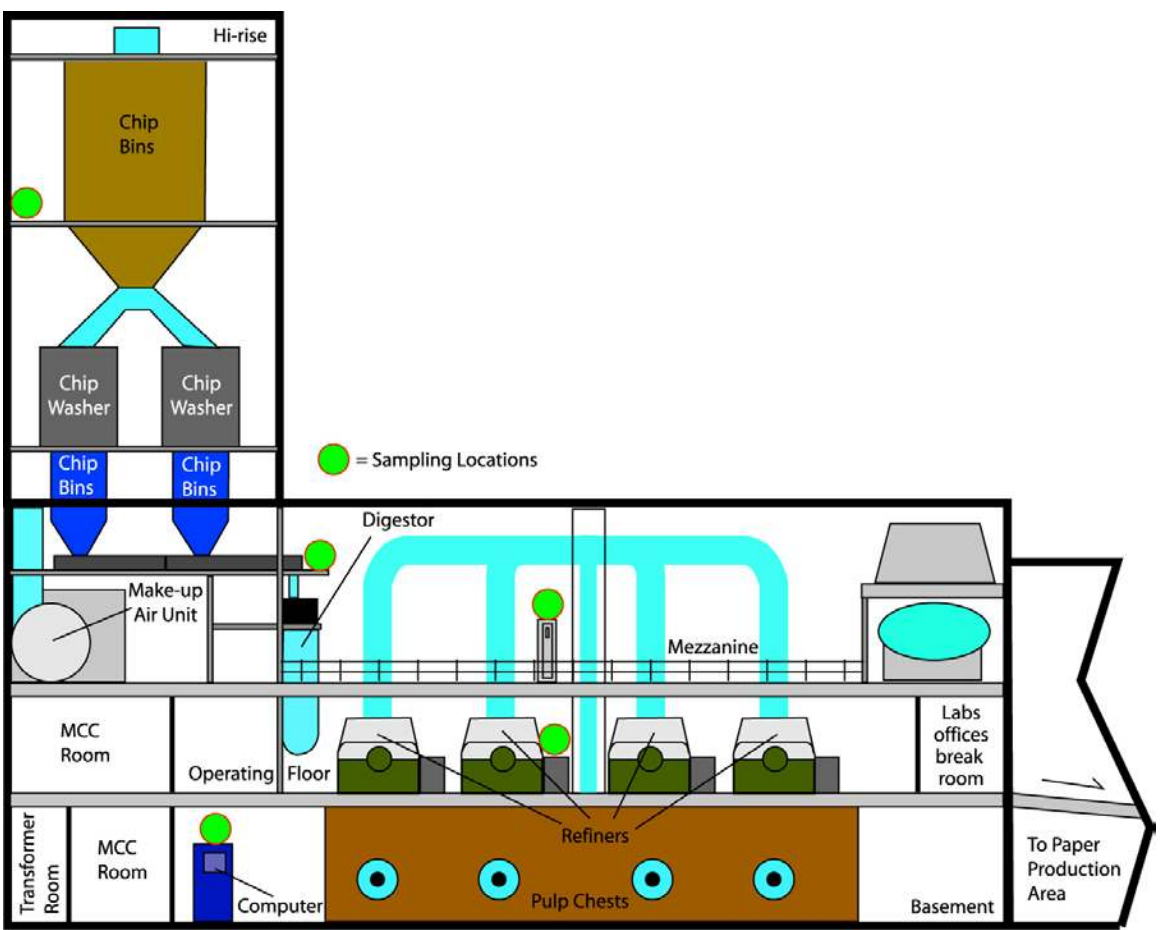 Hi-rise
Chip
Bins
Chip
Washer
Chip
Washer
= Sampling Locations
Chip
Bins
Chip
Bins
Digestor
Make-up
Air Unit
Mezzanine
MCC
Room
Operating Floor
Labs
offices
break
room
Transformer
Room
MCC
Room
Computer
Refiners
Pulp Chests
Basement
To Paper
Production
Area